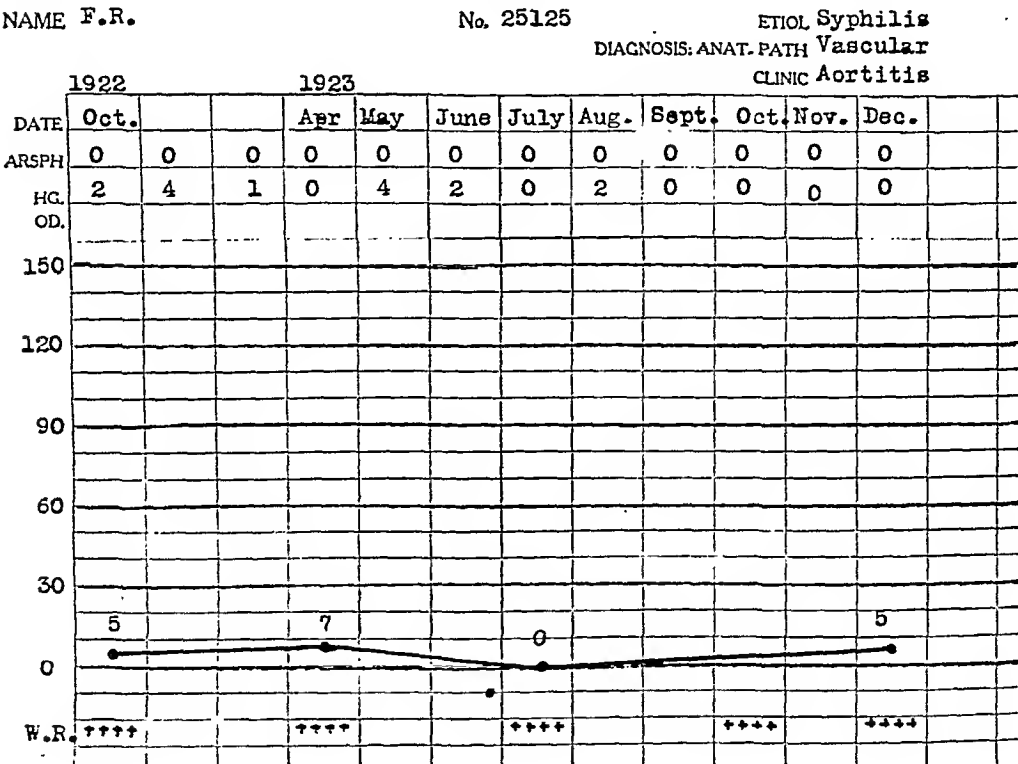 NAME F.R. No. 25125 ETIOL Syphilis
DIAGNOSIS: ANAT. PATH Vascular
CLINIC Aortitis
1922 1923
DATE Oct. Apr May June July Aug. Sept. Oct. Nov. Dec.
ARSPH 0 0 0 0 0 0 0 0 0 0 0 0
HG. 2 4 1 0 4 2 0 2 0 0 0 0
OD.
150
120
90
60
30
5 7 0 5
0
W.R. ++++ ++++ ++++ ++++ ++++